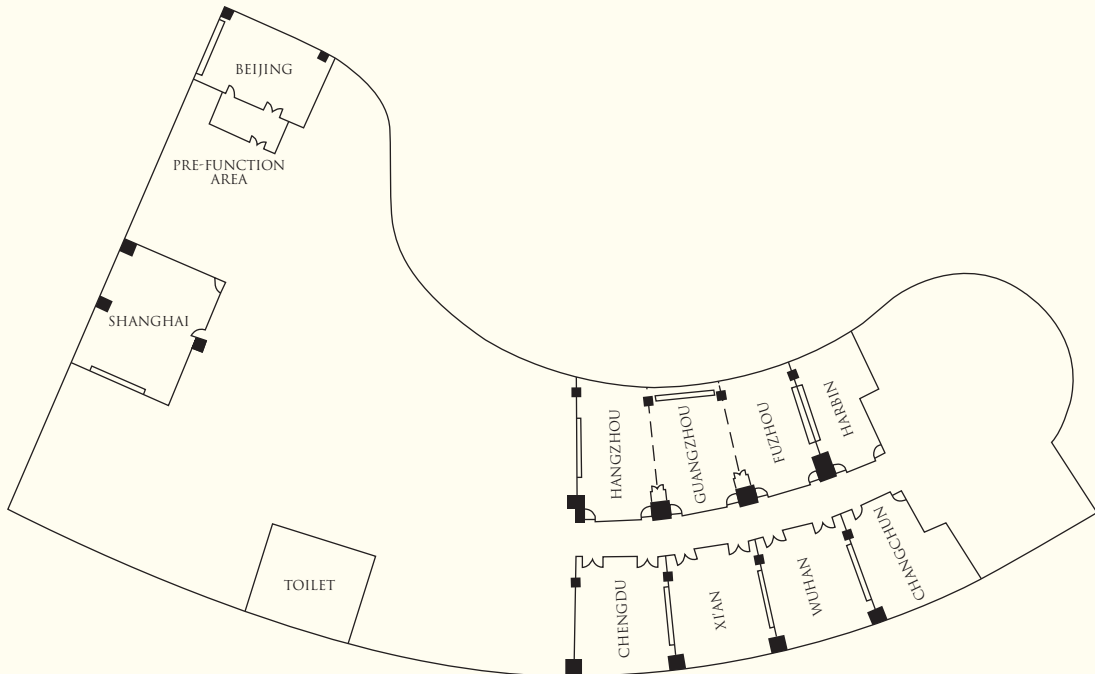 BEIJING
PRE-FUNCTION
AREA
SHANGHAI
HANGZHOU
GUANGZHOU
FUZHOU
HARBIN
TOILET
CHENGDU
XI'AN
WUHAN
CHANGCHUN